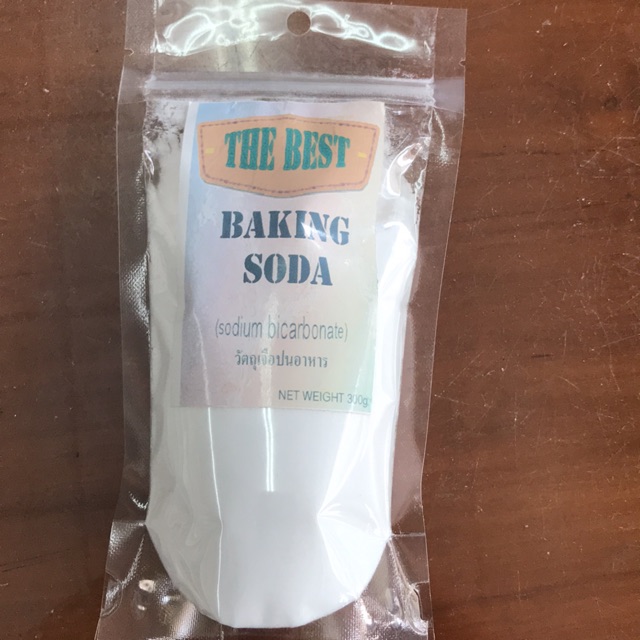 THE BEST
BAKING
SODA
(sodium bicarbonate)
วัตถุเจือปนอาหาร
NET WEIGHT 300g